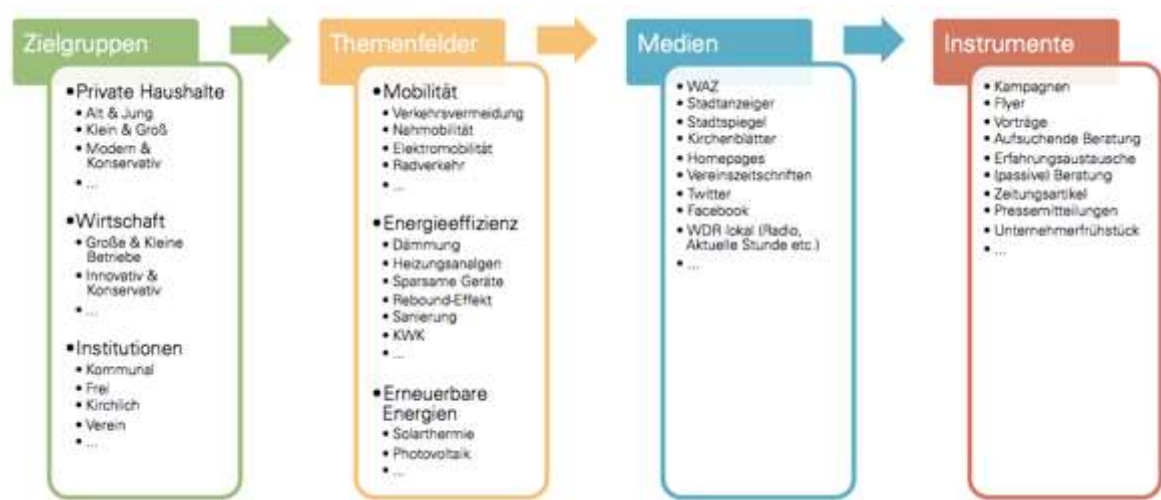 Zielgruppen
• Private Haushalte
• Alt & Jung
• Klein & Groß
• Modern &
Konservativ
• ...
• Wirtschaft
• Große & Kleine
Betriebe
• Innovativ &
Konservativ
• ...
• Institutionen
• Kommunal
• Frei
• Kirchlich
• Verein
• ...
Themenfelder
• Mobilität
• Verkehrsvermeidung
• Nahmobilität
• Elektromobilität
• Radverkehr
• ...
• Energieeffizienz
• Dämmung
• Heizungsanalgen
• Sparsame Geräte
• Rebound-Effekt
• Sanierung
• KWK
• ...
• Erneuerbare
Energien
• Solarthermie
• Photovoltaik
• ...
Medien
• WAZ
• Stadtanzeiger
• Stadtspiegel
• Kirchenblätter
• Homepages
• Vereinszeitschriften
• Twitter
• Facebook
• WDR lokal (Radio,
Aktuelle Stunde etc.)
• ...
Instrumente
• Kampagnen
• Flyer
• Vorträge
• Aufsuchende Beratung
• Erfahrungsaustausche
• (passive) Beratung
• Zeitungsartikel
• Pressemitteilungen
• Unternehmerfrühstück
• ...